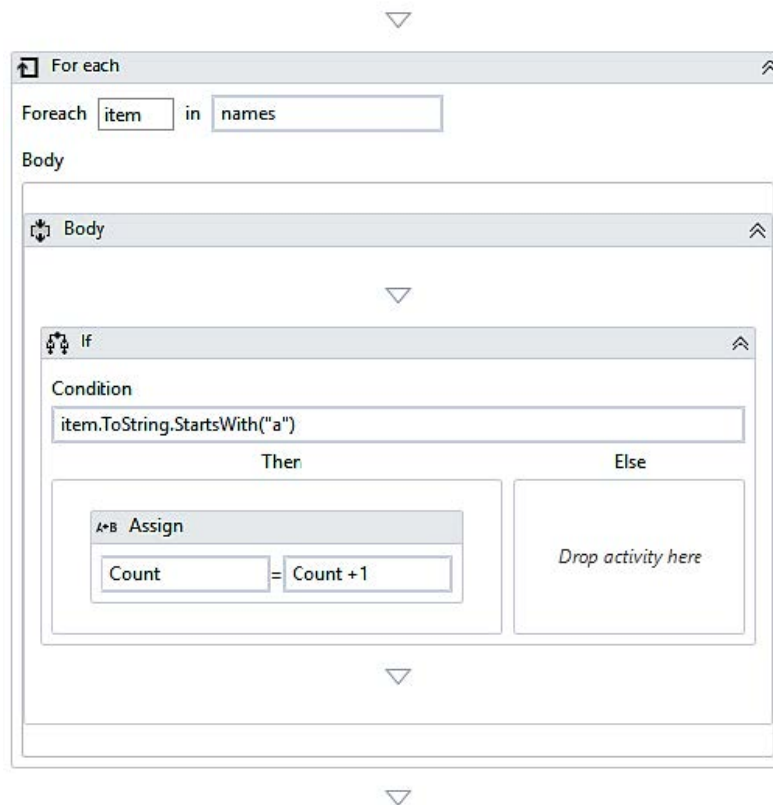 For each
Foreach item in names
Body
Body
If
Condition
item.ToString.StartsWith("a")
Then Else
A+B Assign
Count = Count +1
Drop activity here